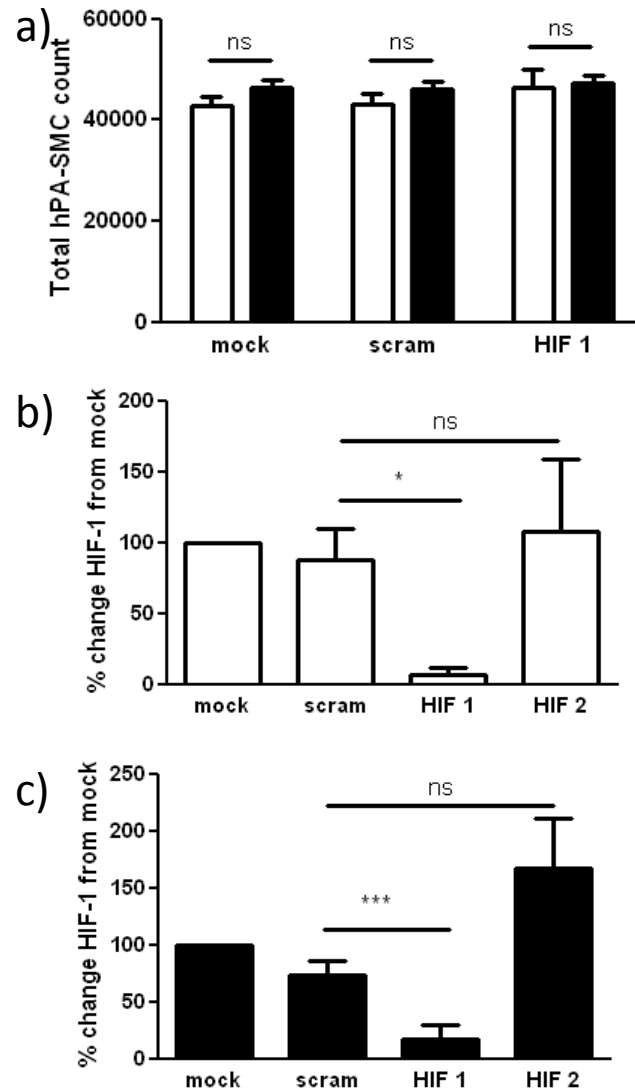 a)
Total hPA-SMC count
60000
40000
20000
0
ns
ns
ns
mock
scram
HIF 1
b)
% change HIF-1 from mock
200
150
100
50
0
ns
*
mock
scram
HIF 1
HIF 2
c)
% change HIF-1 from mock
250
200
150
100
50
0
ns
***
mock
scram
HIF 1
HIF 2